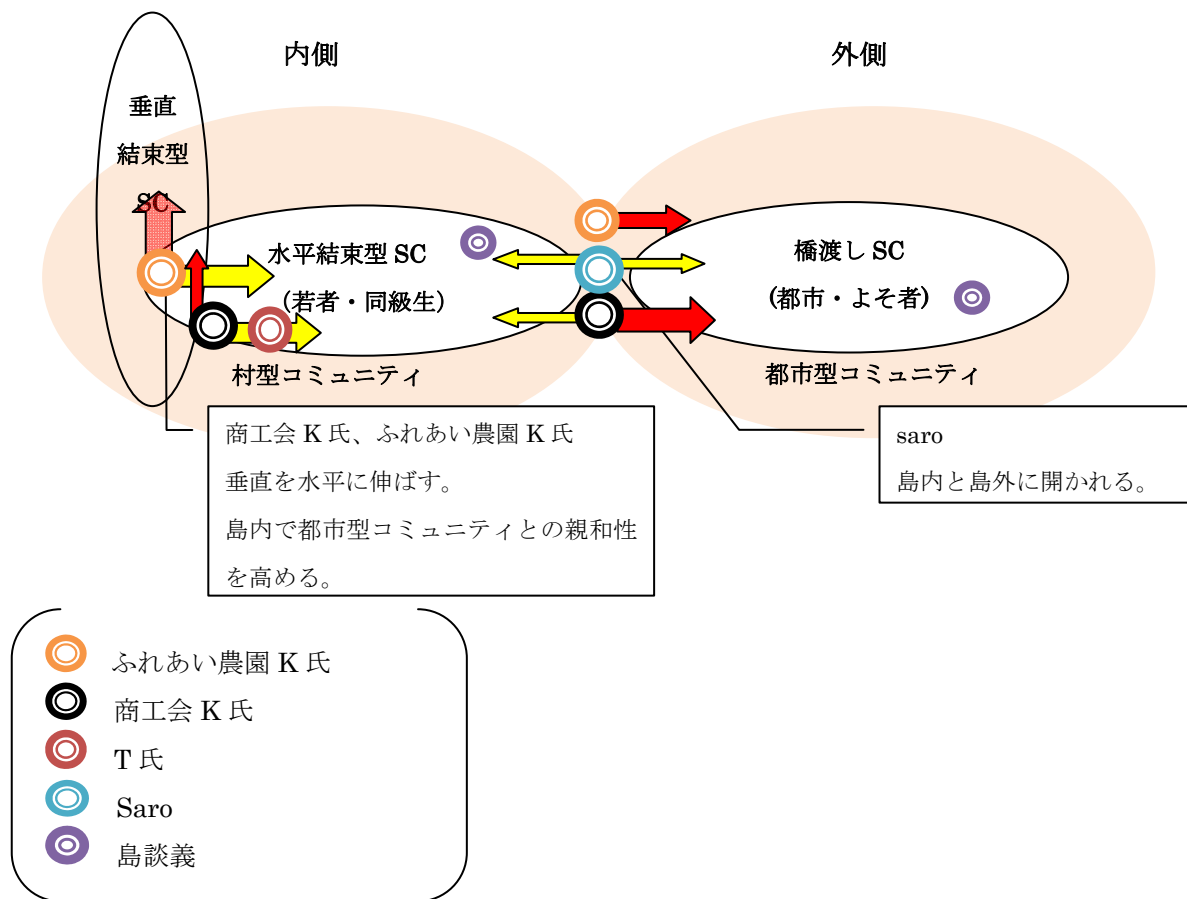 内側
外側
垂直
結束型
SC
水平結束型 SC
（若者・同級生）
橋渡し SC
(都市・よそ者)
村型コミュニティ
都市型コミュニティ
商工会 K 氏、ふれあい農園 K 氏
垂直を水平に伸ばす。
島内で都市型コミュニティとの親和性
を高める。
saro
島内と島外に開かれる。
ふれあい農園 K 氏
商工会 K 氏
T 氏
Saro
島談義